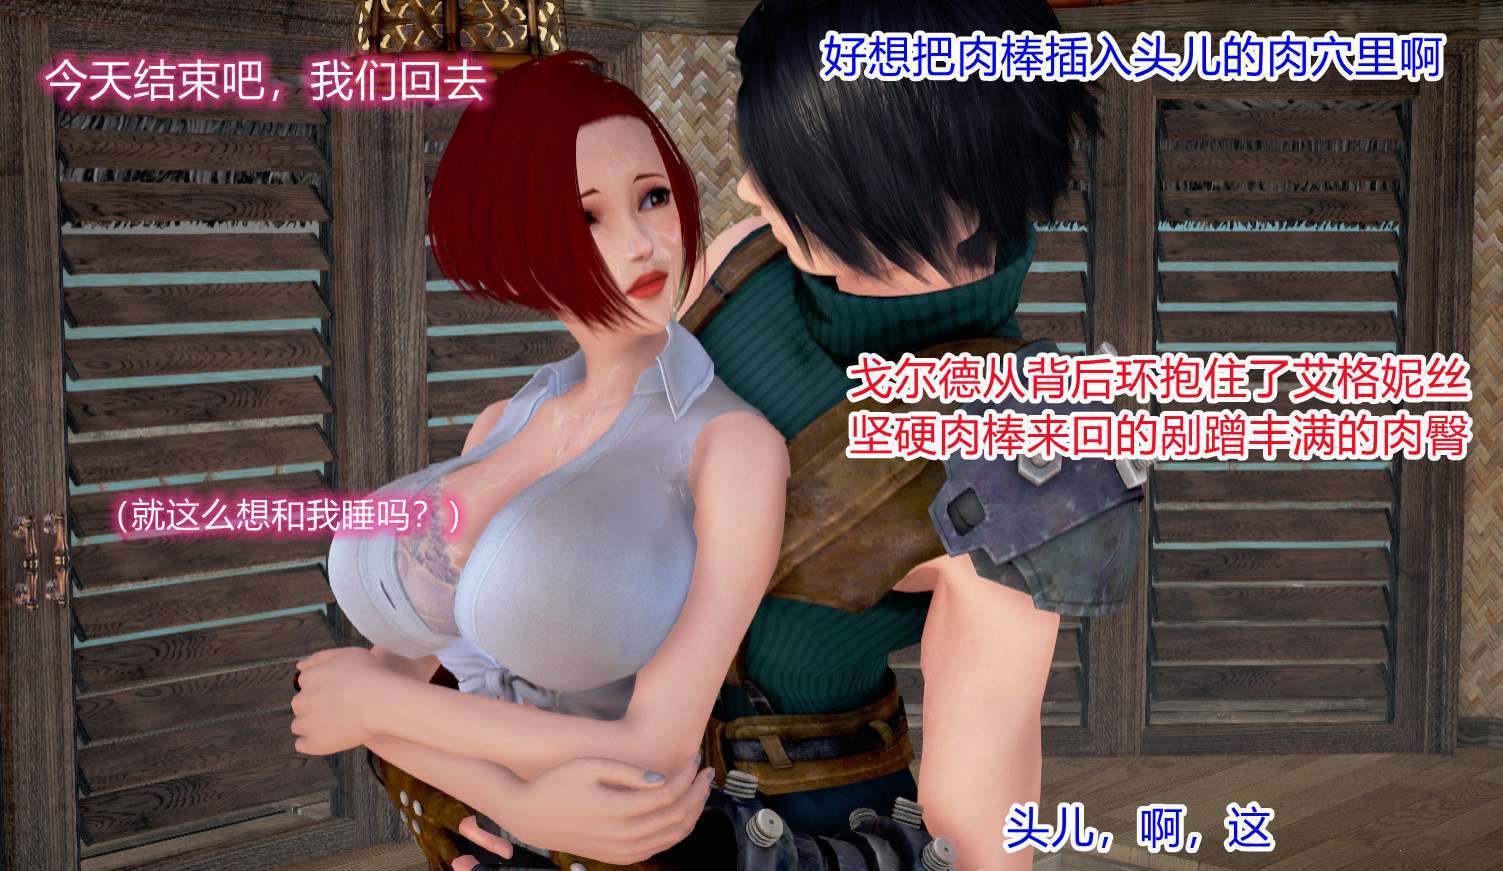 今天结束吧，我们回去
好想把肉棒插入头儿的肉穴里啊
戈尔德从背后环抱住了艾格妮丝
坚硬肉棒来回的剐蹭丰满的肉臀
（就这么想和我睡吗？）
头儿，啊，这